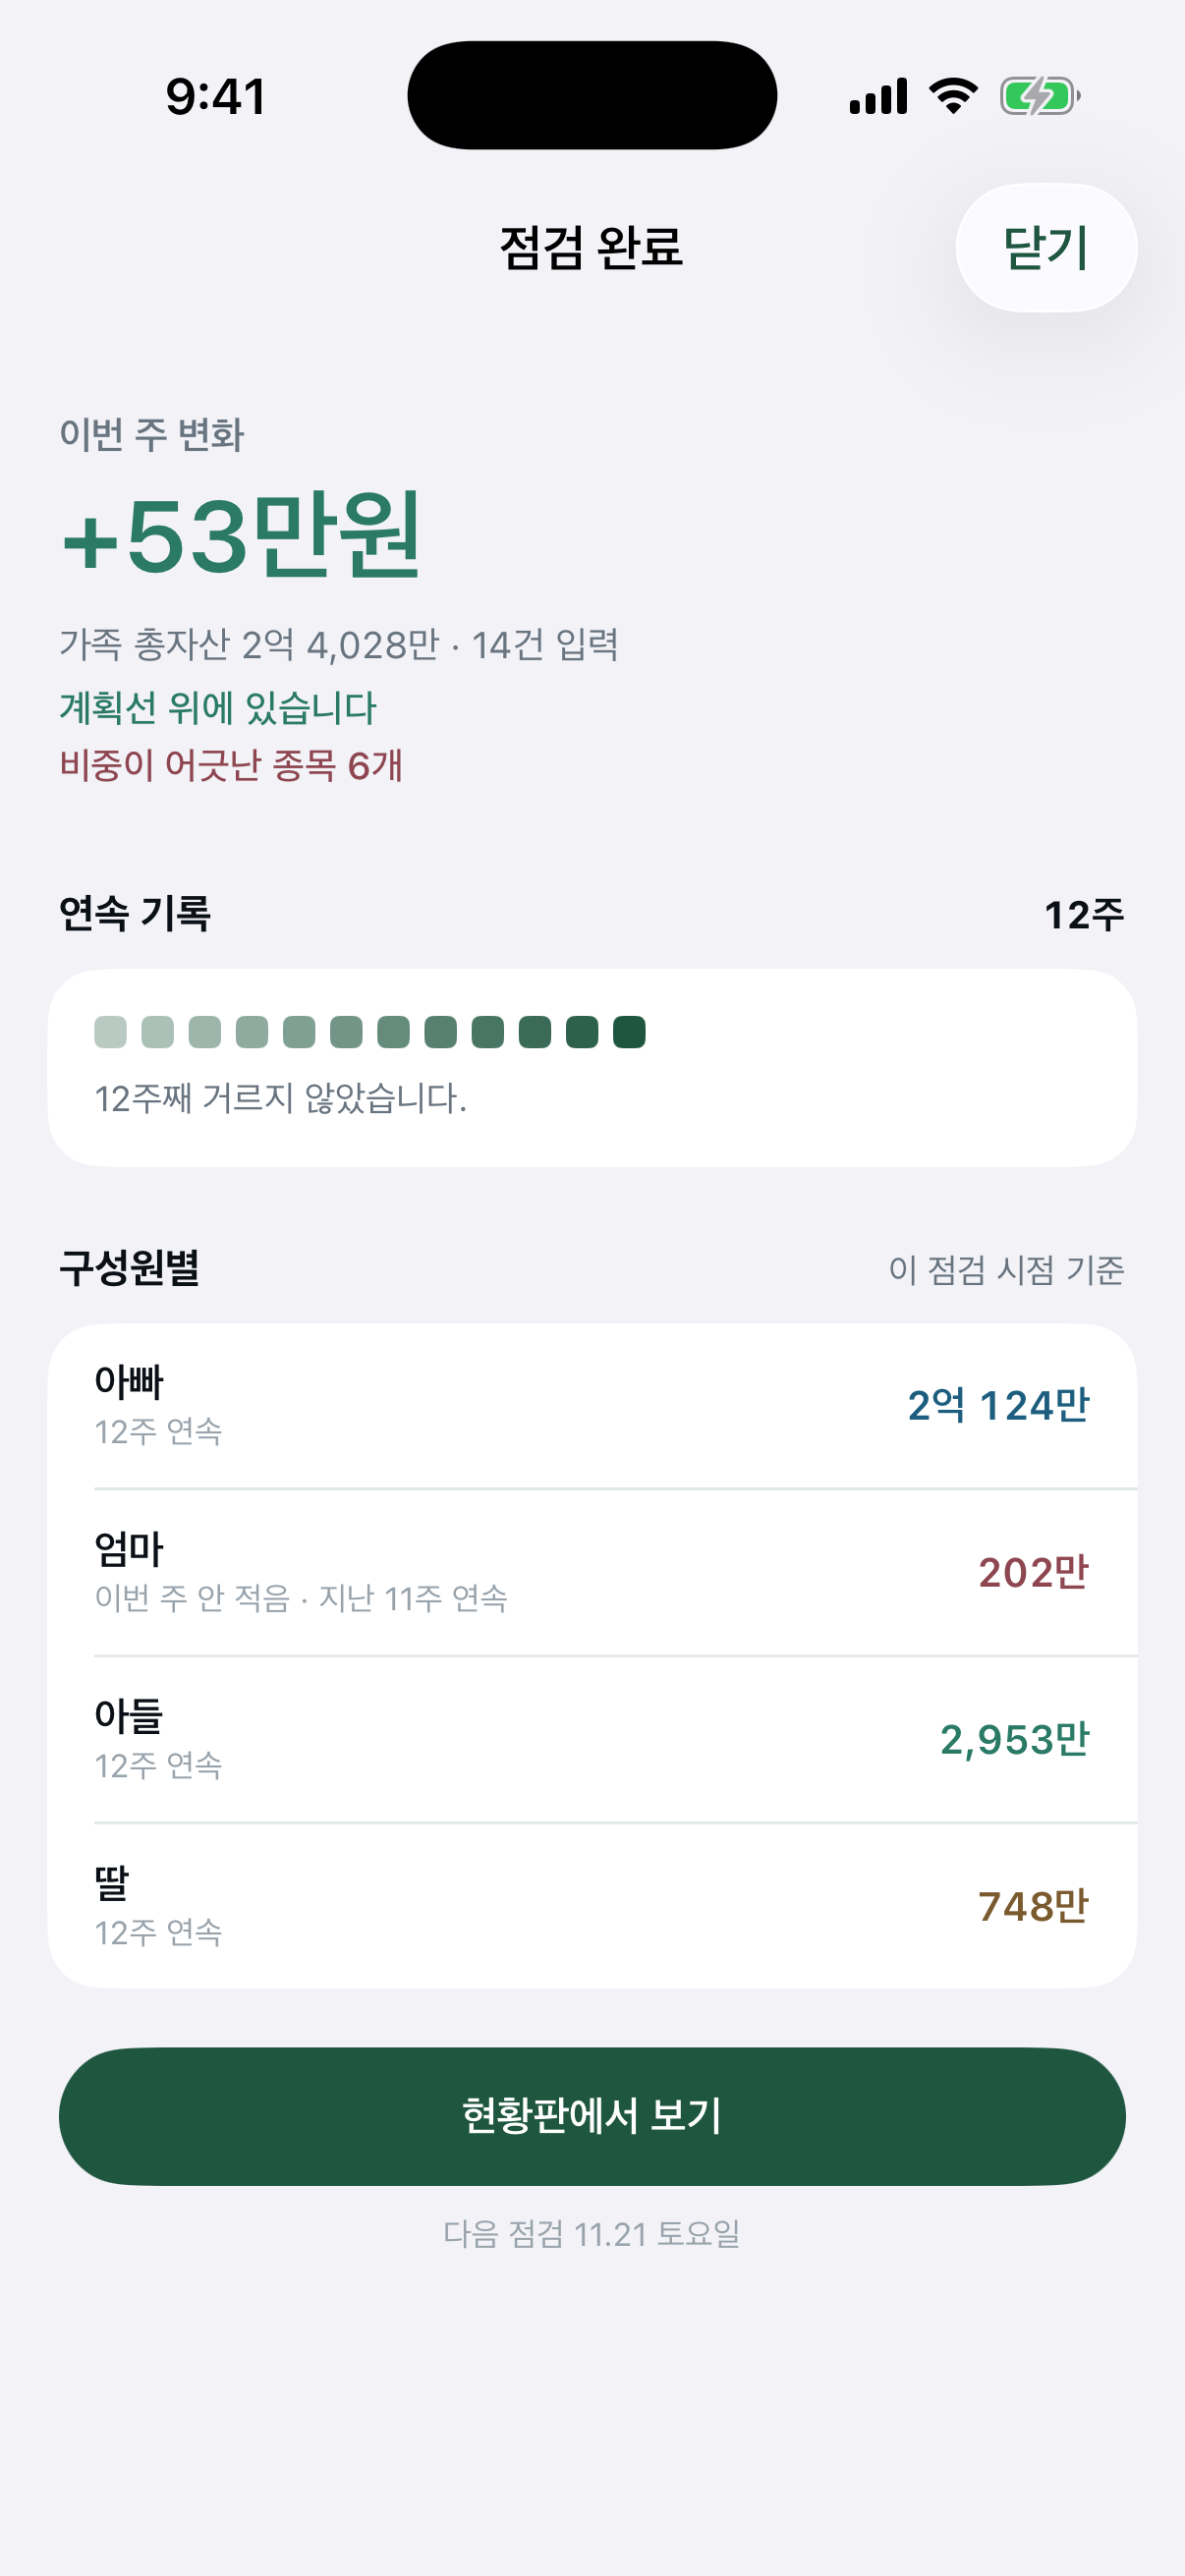 9:41
점검 완료
닫기
이번 주 변화
+53만원
가족 총자산 2억 4,028만 · 14건 입력
계획선 위에 있습니다
비중이 어긋난 종목 6개
연속 기록
12주
12주째 거르지 않았습니다.
구성원별
이 점검 시점 기준
아빠
12주 연속
2억 124만
엄마
이번 주 안 적음 · 지난 11주 연속
202만
아들
12주 연속
2,953만
딸
12주 연속
748만
현황판에서 보기
다음 점검 11.21 토요일